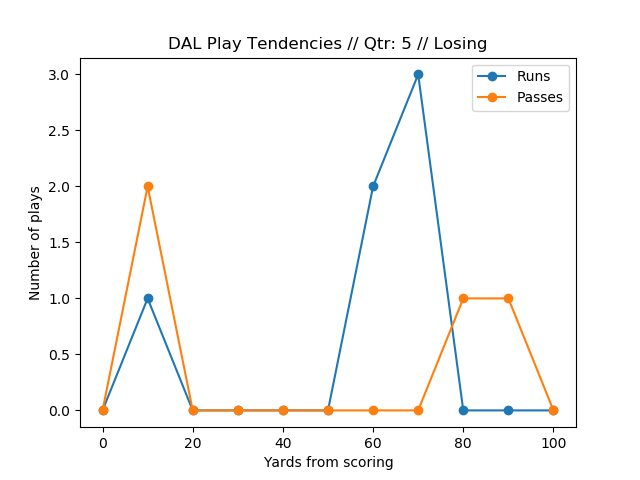 DAL Play Tendencies // Qtr: 5 // Losing
Runs
Passes
Number of plays
3.0
2.5
2.0
1.5
1.0
0.5
0.0
0 20 40 60 80 100
Yards from scoring